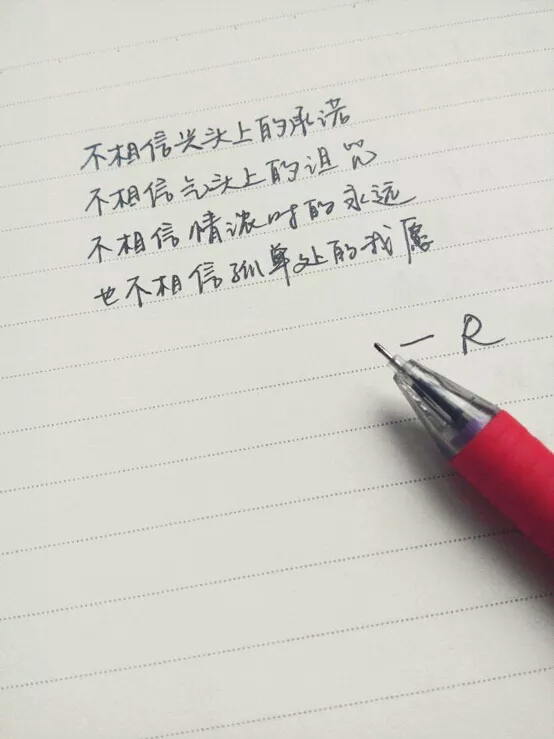 不相信兴头上的承诺
不相信气头上的诅咒
不相信情浓时的永远
也不相信孤单处的我愿
— R